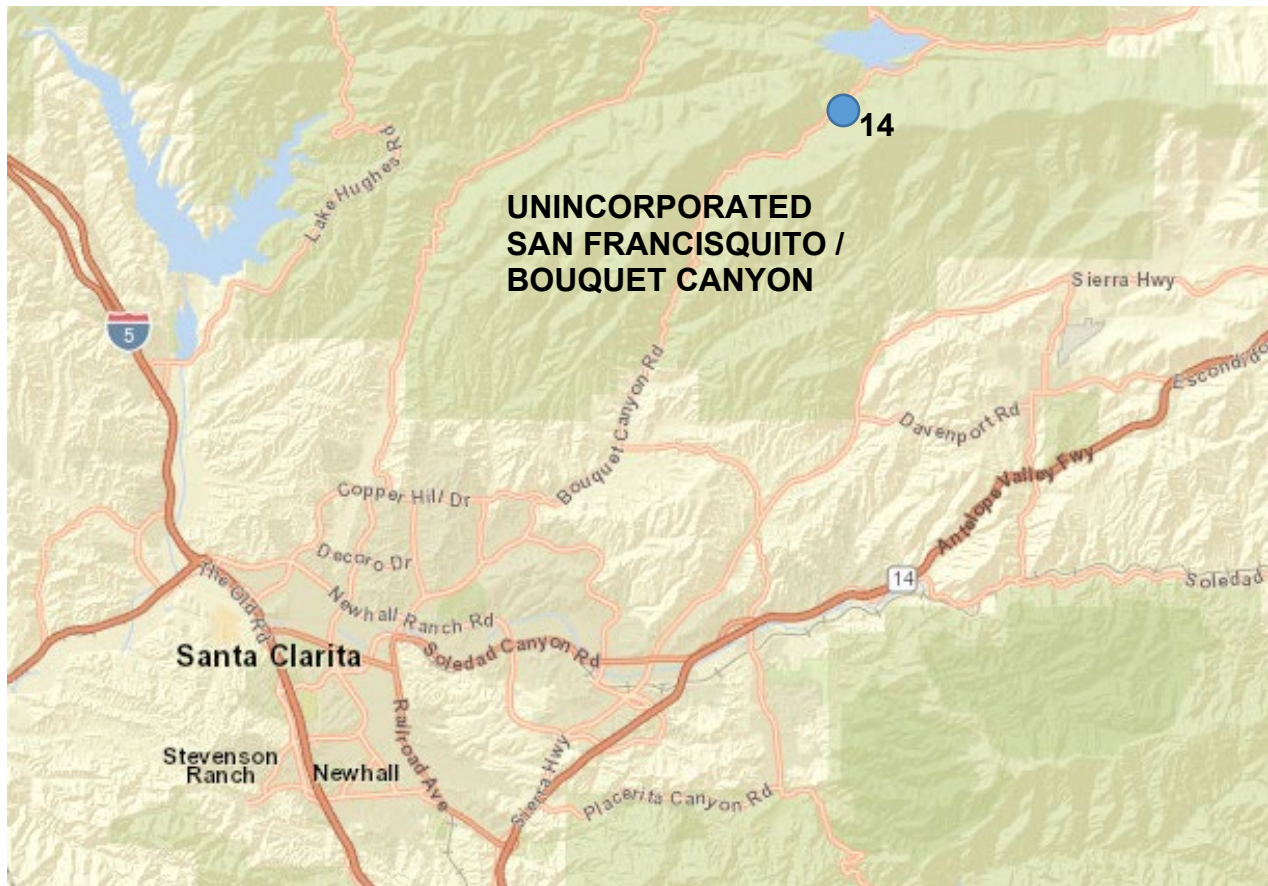 14
Lake Hughes Rd
UNINCORPORATED
SAN FRANCISQUITO /
BOUQUET CANYON
Sierra Hwy
5
Escondido
Bouquet Canyon Rd
Davenport Rd
Antelope Valley Fwy
Copper Hill Dr
Decoro Dr
The Old Rd
14
Soledad
Newhall Ranch Rd
Soledad Canyon Rd
Santa Clarita
Railroad Ave
Stevenson
Ranch
Newhall
Sierra Hwy
Placerita Canyon Rd